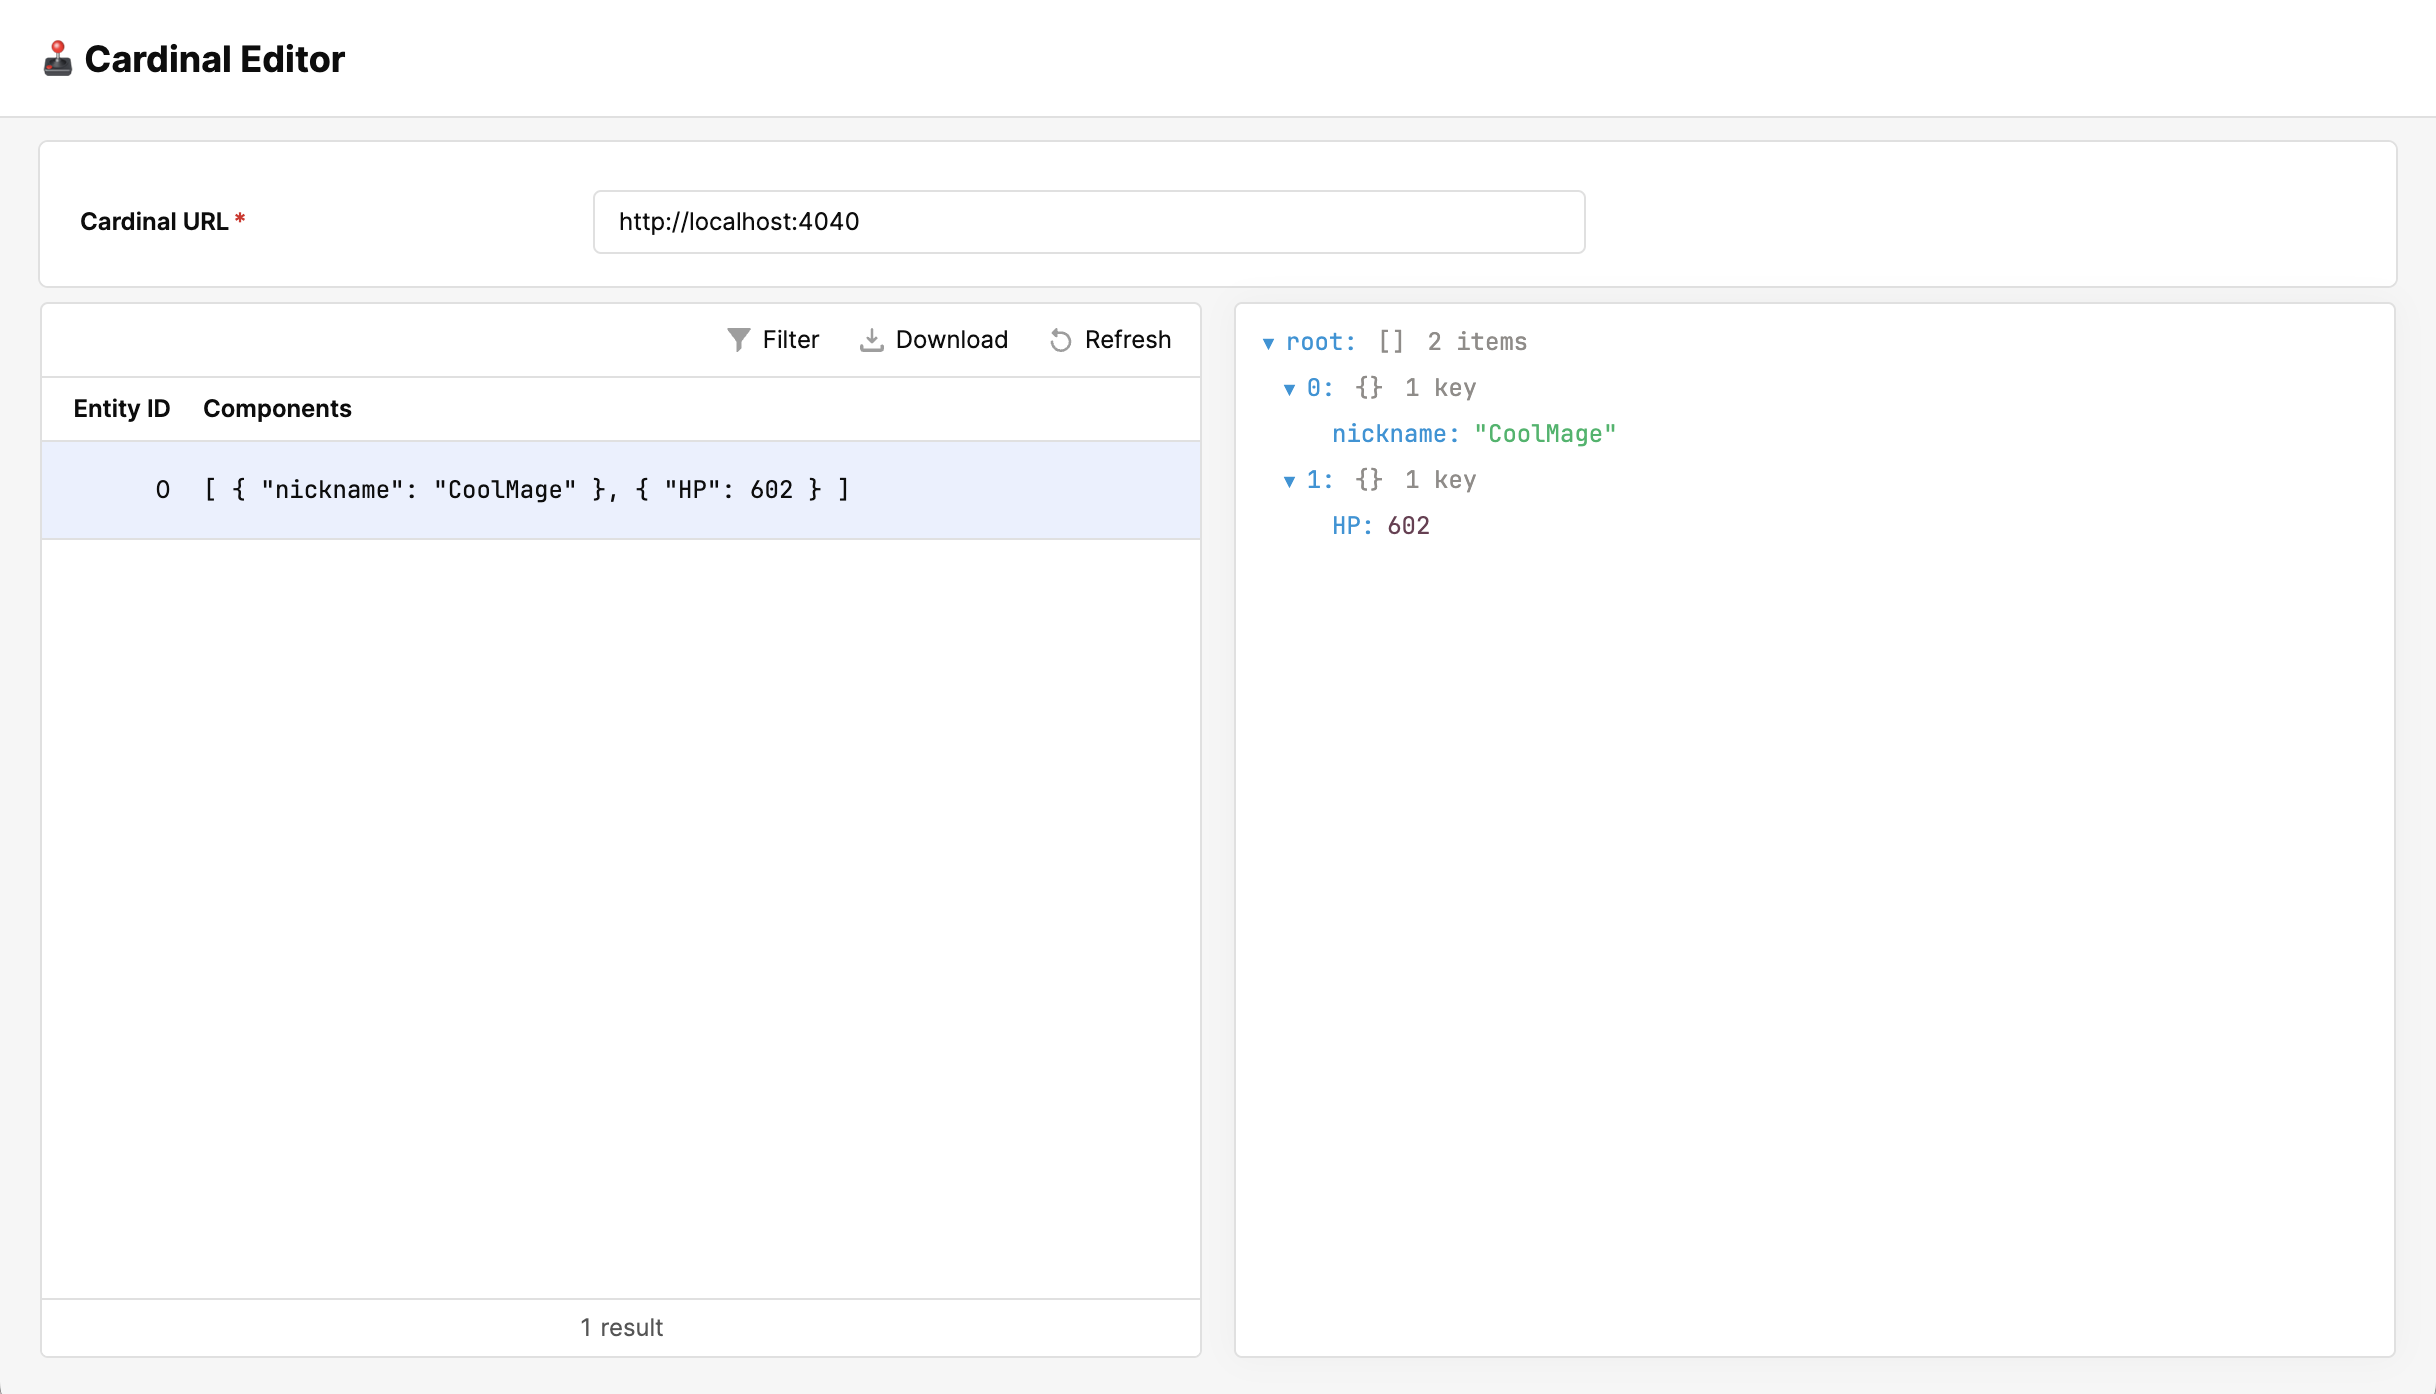 Cardinal Editor
Cardinal URL *
http://localhost:4040
Filter Download Refresh
Entity ID Components
0 [ { "nickname": "CoolMage" }, { "HP": 602 } ]
1 result
root: [] 2 items
0: {} 1 key
nickname: "CoolMage"
1: {} 1 key
HP: 602